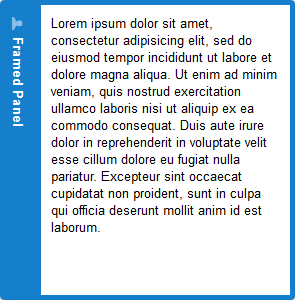 Framed Panel
Lorem ipsum dolor sit amet,
consectetur adipisicing elit, sed do
eiusmod tempor incididunt ut labore et
dolore magna aliqua. Ut enim ad minim
veniam, quis nostrud exercitation
ullamco laboris nisi ut aliquip ex ea
commodo consequat. Duis aute irure
dolor in reprehenderit in voluptate velit
esse cillum dolore eu fugiat nulla
pariatur. Excepteur sint occaecat
cupidatat non proident, sunt in culpa
qui officia deserunt mollit anim id est
laborum.